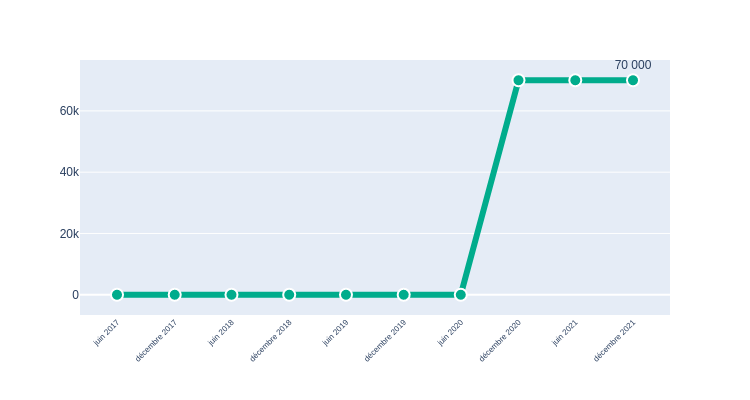 70 000
60k
40k
20k
0
juin 2017
décembre 2017
juin 2018
décembre 2018
juin 2019
décembre 2019
juin 2020
décembre 2020
juin 2021
décembre 2021